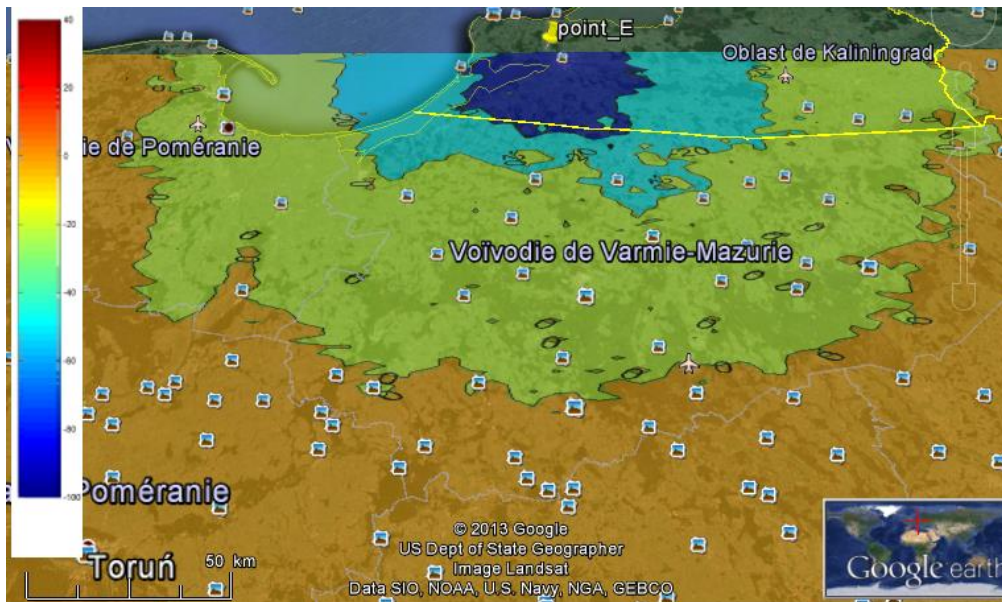 40
point_E
Oblast de Kaliningrad
20
ie de Poméranie
0
-20
Voïvodie de Varmie-Mazurie
-40
-60
-80
-100
Poméranie
© 2013 Google
US Dept of State Geographer
Image Landsat
Data SIO, NOAA, U.S. Navy, NGA, GEBCO
Toruń
50 km
Google earth